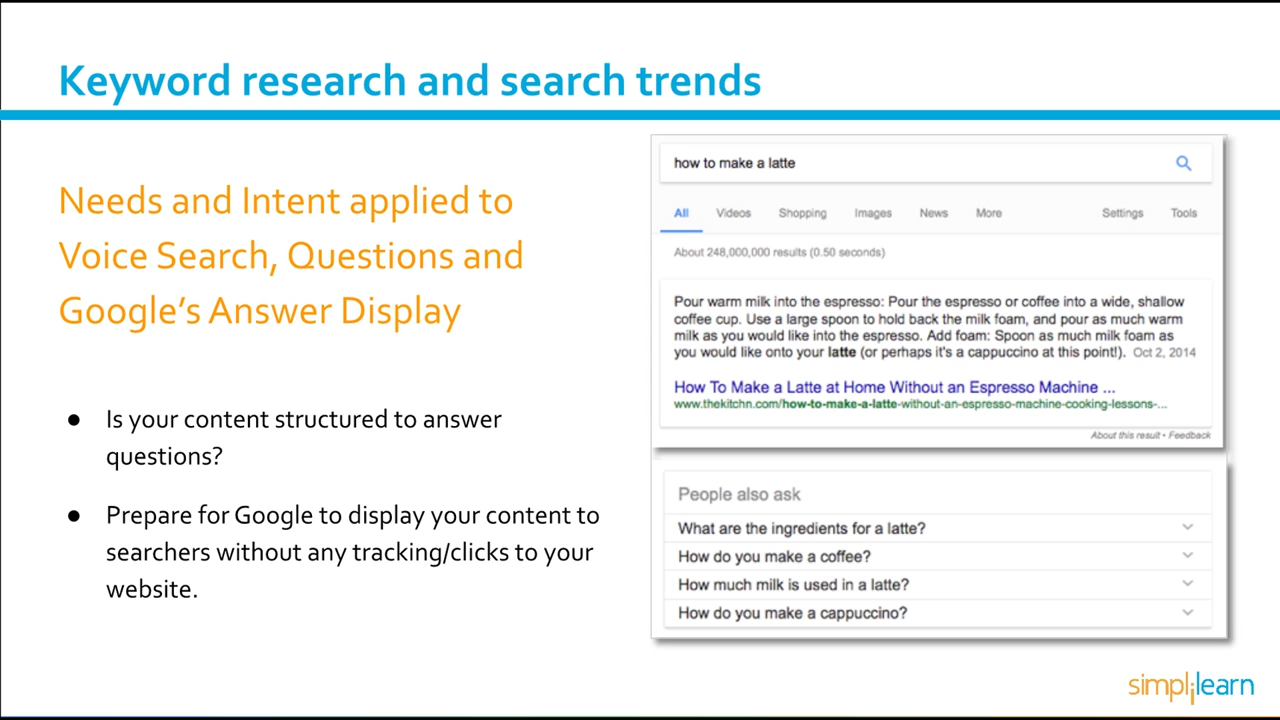 Keyword research and search trends
Needs and Intent applied to
Voice Search, Questions and
Google's Answer Display
● Is your content structured to answer
questions?
● Prepare for Google to display your content to
searchers without any tracking/clicks to your
website.
how to make a latte
All Videos Shopping Images News More Settings Tools
About 248,000,000 results (0.50 seconds)
Pour warm milk into the espresso: Pour the espresso or coffee into a wide, shallow
coffee cup. Use a large spoon to hold back the milk foam, and pour as much warm
milk as you would like into the espresso. Add foam: Spoon as much milk foam as
you would like onto your latte (or perhaps it's a cappuccino at this point!). Oct 2, 2014
How To Make a Latte at Home Without an Espresso Machine ...
www.thekitchn.com/how-to-make-a-latte-without-an-espresso-machine-cooking-lessons-...
About this result • Feedback
People also ask
What are the ingredients for a latte?
How do you make a coffee?
How much milk is used in a latte?
How do you make a cappuccino?
simplilearn